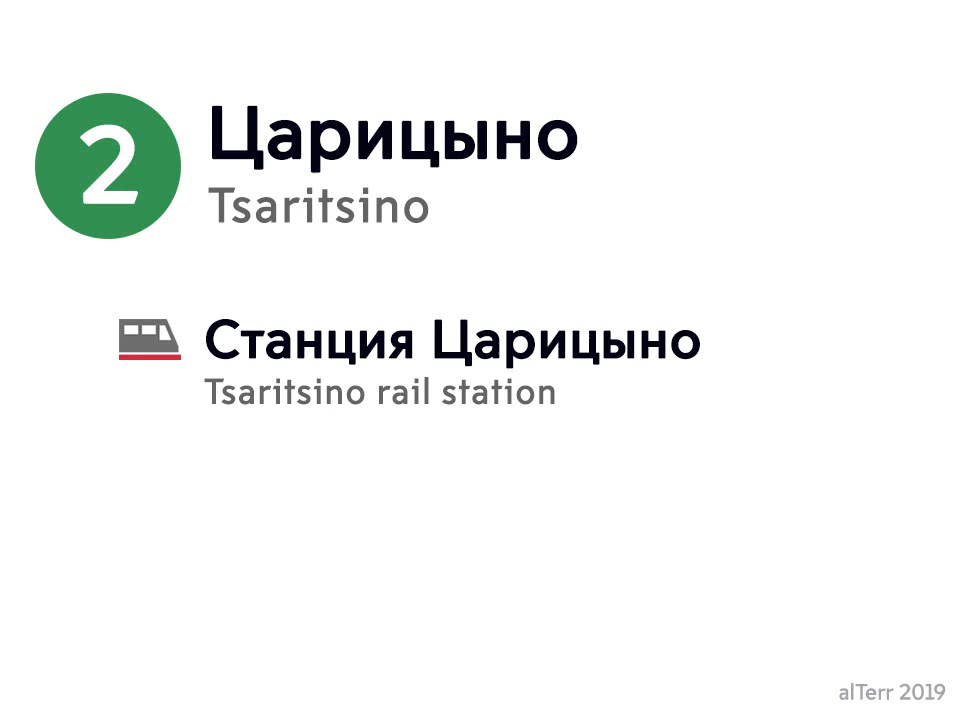 2
Царицыно
Tsaritsino
Станция Царицыно
Tsaritsino rail station
alTerr 2019